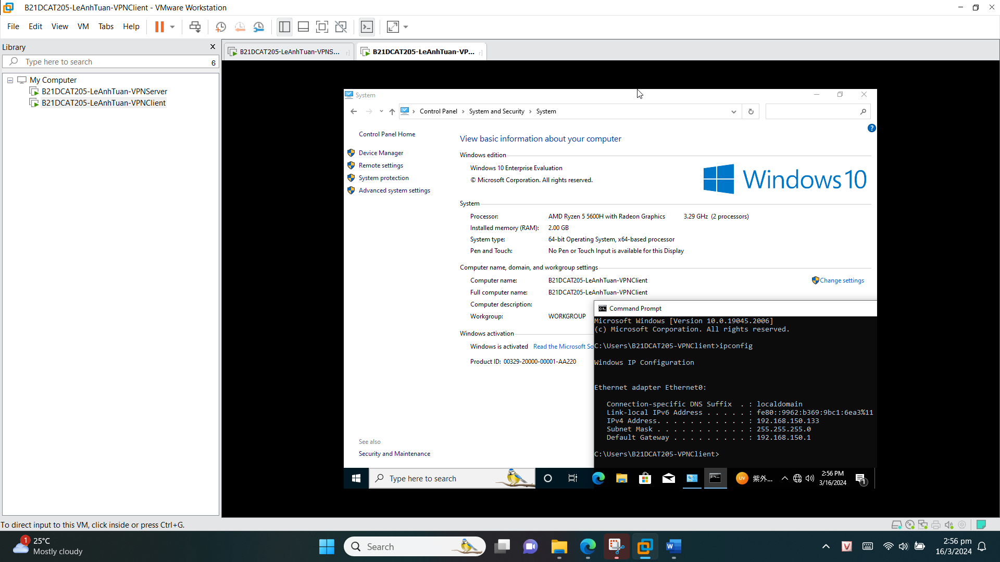 B21DCAT205-LeAnhTuan-VPNClient - VMware Workstation
File Edit View VM Tabs Help
Library
Type here to search
6
My Computer
B21DCAT205-LeAnhTuan-VPNServer
B21DCAT205-LeAnhTuan-VPNClient
B21DCAT205-LeAnhTuan-VPNS...
B21DCAT205-LeAnhTuan-VP...
System
Control Panel > System and Security > System
Control Panel Home
Device Manager
Remote settings
System protection
Advanced system settings
View basic information about your computer
Windows edition
Windows 10 Enterprise Evaluation
© Microsoft Corporation. All rights reserved.
Windows 10
System
Processor: AMD Ryzen 5 5600H with Radeon Graphics 3.29 GHz (2 processors)
Installed memory (RAM): 2.00 GB
System type: 64-bit Operating System, x64-based processor
Pen and Touch: No Pen or Touch Input is available for this Display
Computer name, domain, and workgroup settings
Computer name: B21DCAT205-LeAnhTuan-VPNClient
Change settings
Full computer name: B21DCAT205-LeAnhTuan-VPNClient
Computer description:
Workgroup: WORKGROUP
Windows activation
Windows is activated Read the Microsoft So
Product ID: 00329-20000-00001-AA220
See also
Security and Maintenance
Command Prompt
Microsoft Windows [Version 10.0.19045.2006]
(c) Microsoft Corporation. All rights reserved.
C:\Users\B21DCAT205-VPNClient>ipconfig
Windows IP Configuration
Ethernet adapter Ethernet0:
Connection-specific DNS Suffix . : localdomain
Link-local IPv6 Address . . . . . : fe80::9962:b369:9bc1:6ea3%11
IPv4 Address. . . . . . . . . . . : 192.168.150.133
Subnet Mask . . . . . . . . . . . : 255.255.255.0
Default Gateway . . . . . . . . . : 192.168.150.1
C:\Users\B21DCAT205-VPNClient>
Type here to search
UV
紫外...
2:56 PM
3/16/2024
1
To direct input to this VM, click inside or press Ctrl+G.
1
25°C
Mostly cloudy
Search
W
V
2:56 pm
16/3/2024